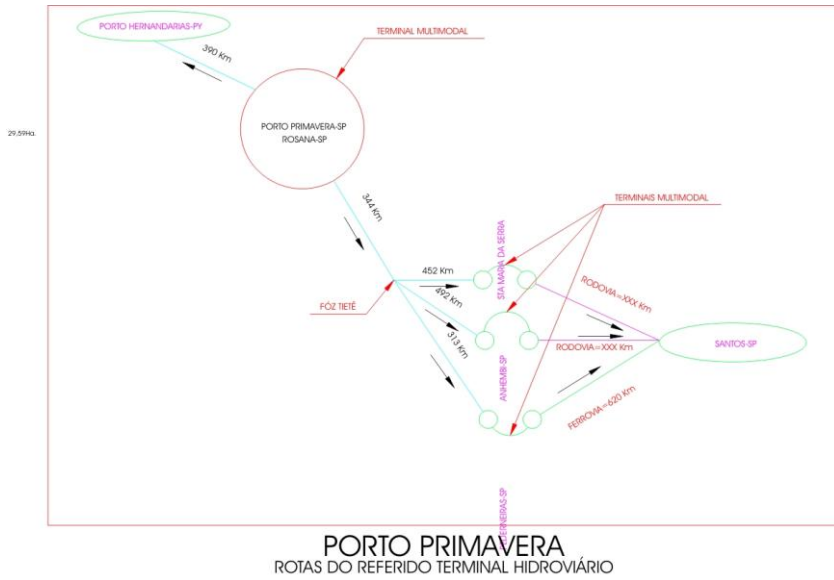 PORTO HERNANDARIAS-PY
390 Km
TERMINAL MULTIMODAL
29,59Ha.
PORTO PRIMAVERA-SP
ROSANA-SP
344 Km
TERMINAIS MULTIMODAL
STA MARIA DA SERRA
452 Km
492 Km
FÓZ TIETÊ
313 Km
RODOVIA=XXX Km
RODOVIA=XXX Km
SANTOS-SP
ANHEMBI-SP
FERROVIA=620 Km
PORTO PRIMAVERA
ROTAS DO REFERIDO TERMINAL HIDROVIÁRIO